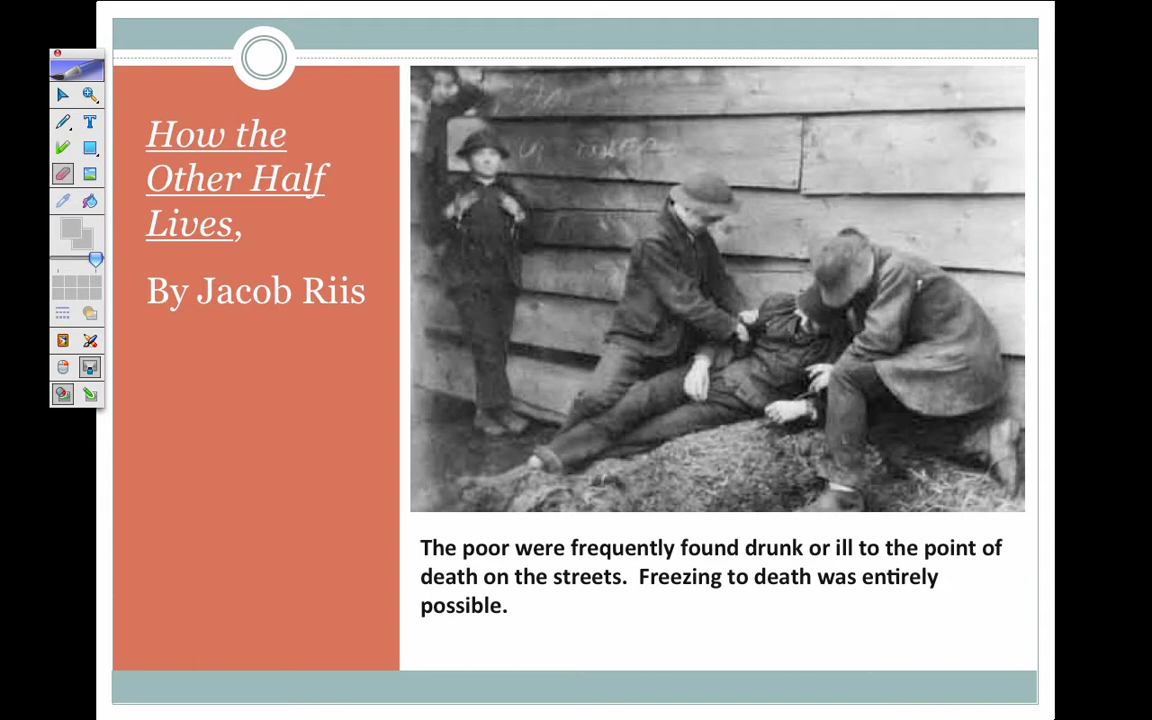 How the
Other Half
Lives,
By Jacob Riis
The poor were frequently found drunk or ill to the point of
death on the streets. Freezing to death was entirely
possible.